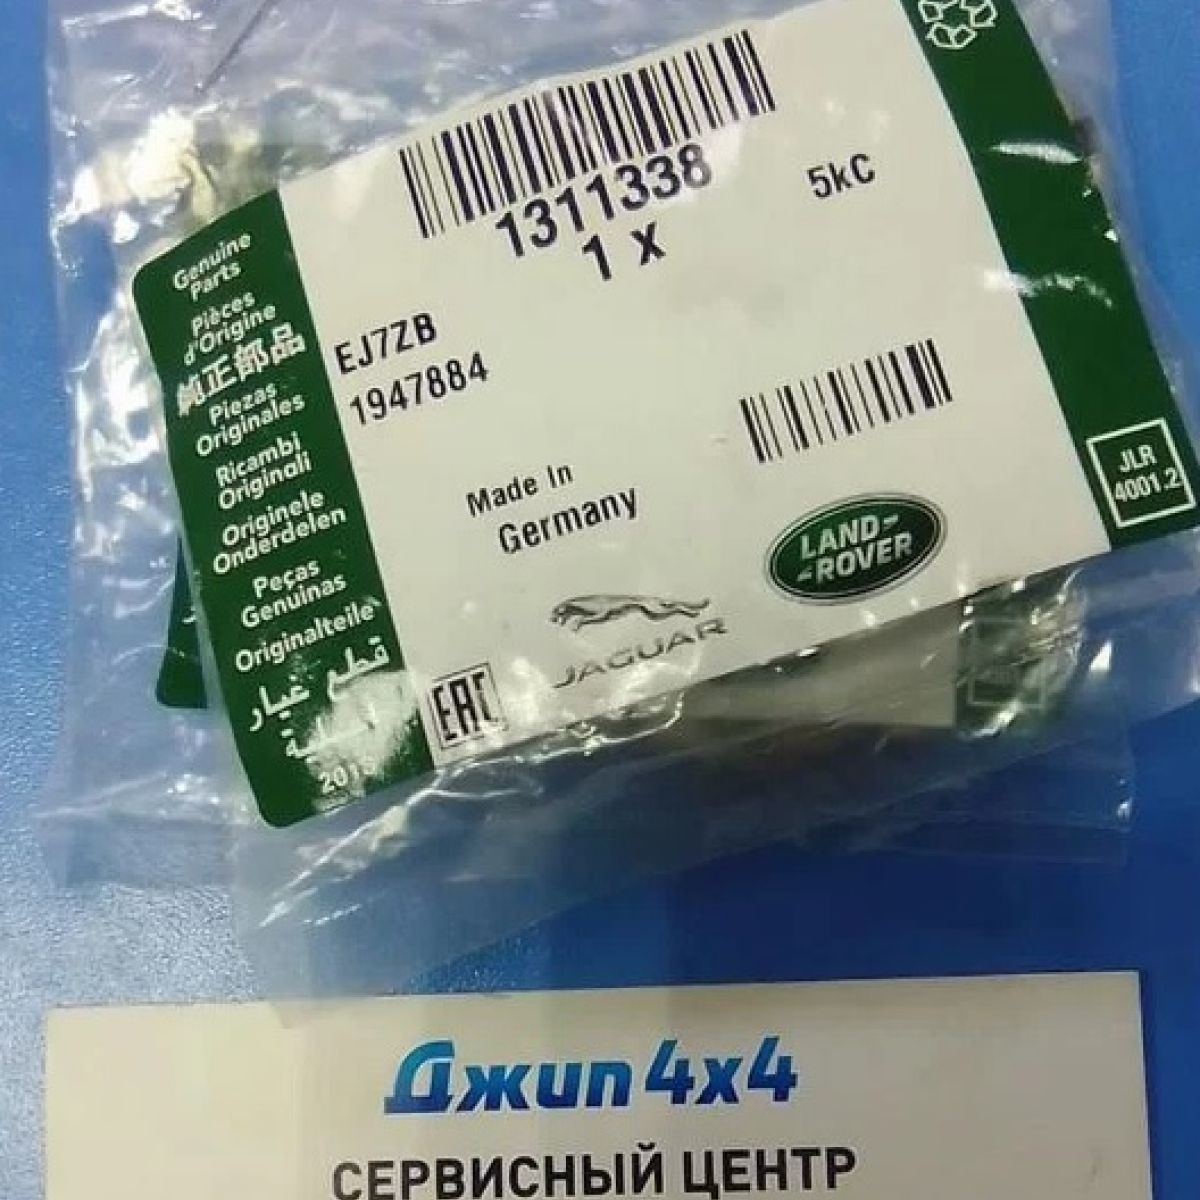 1311338
1 x
5kC
EJ7ZB
1947884
Made In
Germany
Genuine
Parts
Pièces
d'Origine
純正部品
Piezas
Originales
Ricambi
Originali
Originele
Onderdelen
Peças
Genuinas
Originalteile
قطع غيار
JLR
4001.2
LAND-
-ROVER
JAGUAR
EAC
Джип 4x4
СЕРВИСНЫЙ ЦЕНТР